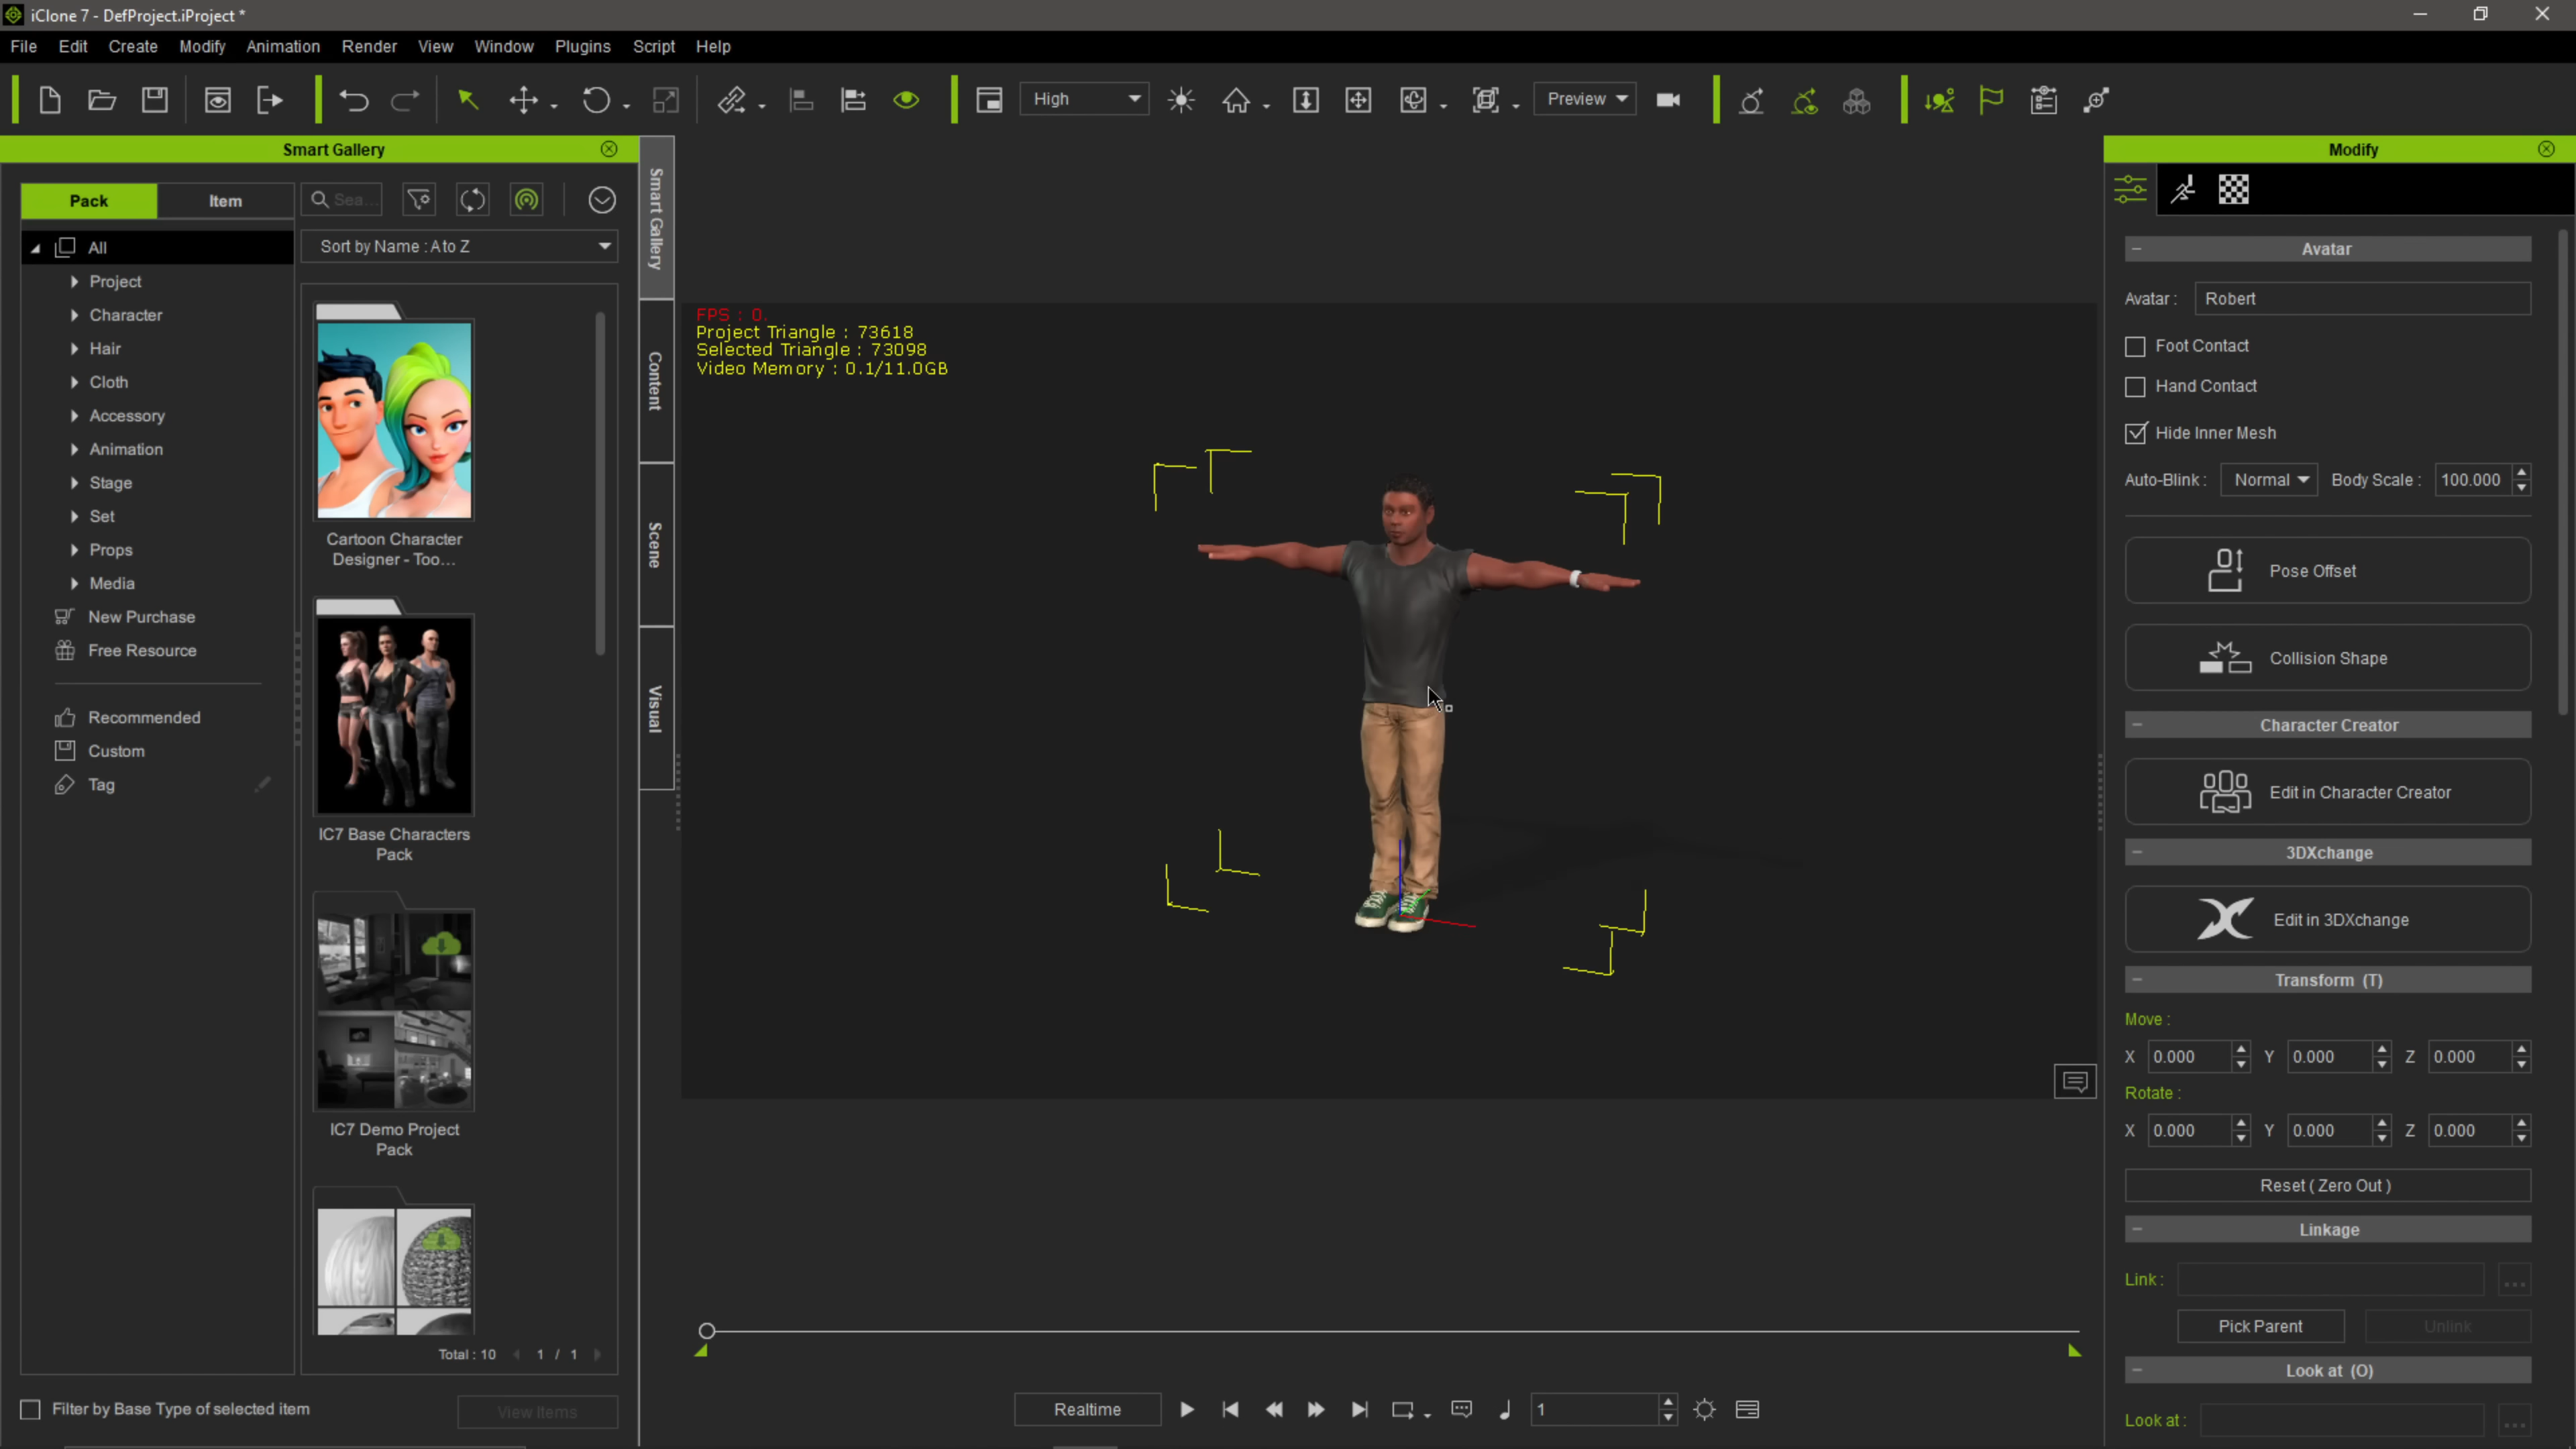 iClone 7 - DefProject.iProject *
File Edit Create Modify Animation Render View Window Plugins Script Help
High
Preview
Smart Gallery
Pack Item Sea...
All
Project
Character
Hair
Cloth
Accessory
Animation
Stage
Set
Props
Media
New Purchase
Free Resource
Recommended
Custom
Tag
Sort by Name : A to Z
Cartoon Character
Designer - Too...
IC7 Base Characters
Pack
IC7 Demo Project
Pack
Total : 10 1 / 1
Filter by Base Type of selected item View Items
Smart Gallery
Content
Scene
Visual
FPS : 0.
Project Triangle : 73618
Selected Triangle : 73098
Video Memory : 0.1/11.0GB
Realtime 1
Modify
Avatar
Avatar : Robert
Foot Contact
Hand Contact
Hide Inner Mesh
Auto-Blink : Normal Body Scale : 100.000
Pose Offset
Collision Shape
Character Creator
Edit in Character Creator
3DXchange
Edit in 3DXchange
Transform (T)
Move :
X 0.000 Y 0.000 Z 0.000
Rotate :
X 0.000 Y 0.000 Z 0.000
Reset ( Zero Out )
Linkage
Link : ...
Pick Parent Unlink
Look at (O)
Look at : ...